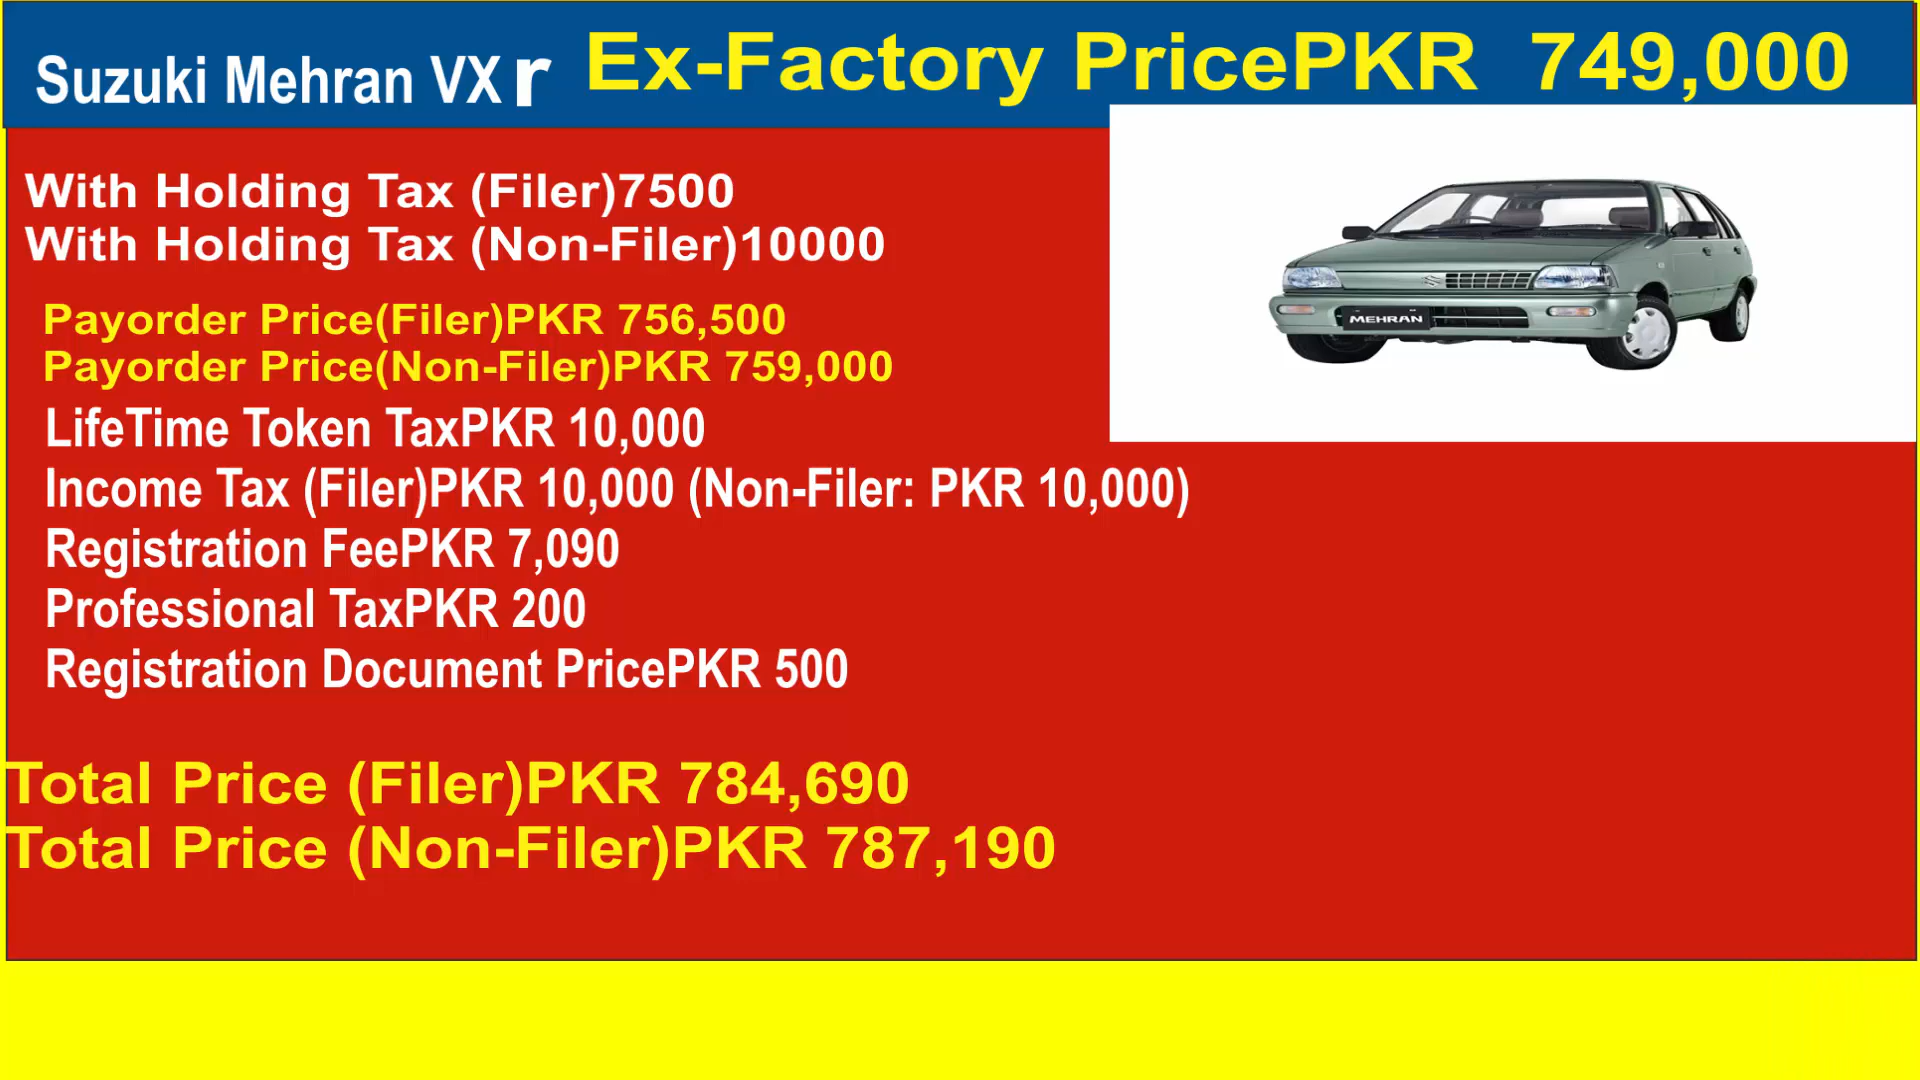 Suzuki Mehran VXr Ex-Factory PricePKR 749,000
With Holding Tax (Filer)7500
With Holding Tax (Non-Filer)10000
MEHRAN
Payorder Price(Filer)PKR 756,500
Payorder Price(Non-Filer)PKR 759,000
LifeTime Token TaxPKR 10,000
Income Tax (Filer)PKR 10,000 (Non-Filer: PKR 10,000)
Registration FeePKR 7,090
Professional TaxPKR 200
Registration Document PricePKR 500
Total Price (Filer)PKR 784,690
Total Price (Non-Filer)PKR 787,190